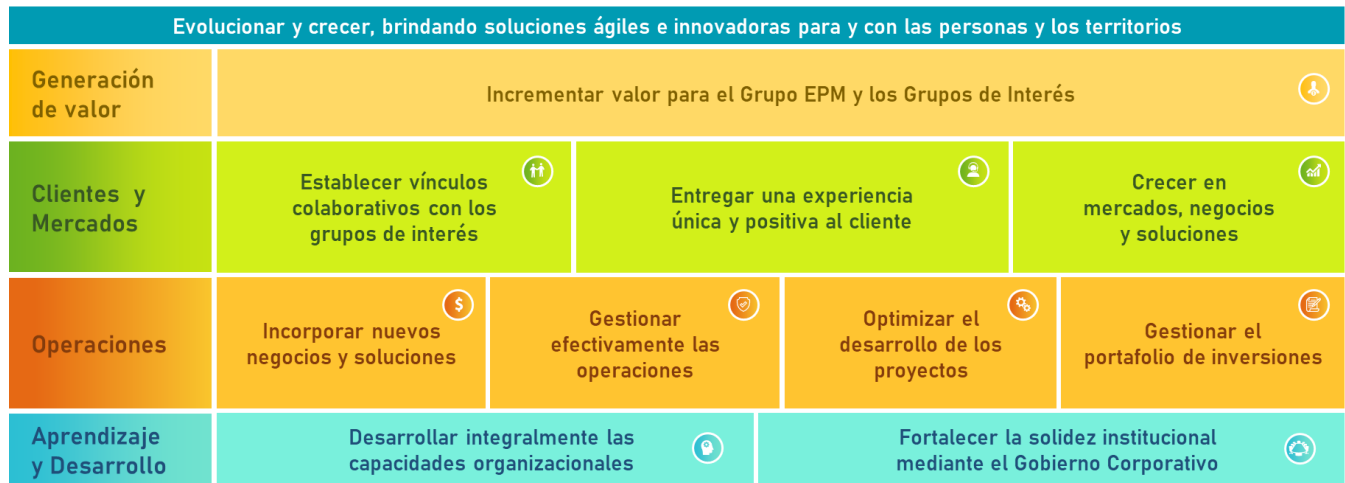 Evolucionar y crecer, brindando soluciones ágiles e innovadoras para y con las personas y los territorios
Generación
de valor
Incrementar valor para el Grupo EPM y los Grupos de Interés
Clientes y
Mercados
Establecer vínculos
colaborativos con los
grupos de interés
Entregar una experiencia
única y positiva al cliente
Crecer en
mercados, negocios
y soluciones
Operaciones
Incorporar nuevos
negocios y soluciones
$
Gestionar
efectivamente las
operaciones
Optimizar el
desarrollo de los
proyectos
Gestionar el
portafolio de inversiones
Aprendizaje
y Desarrollo
Desarrollar integralmente las
capacidades organizacionales
Fortalecer la solidez institucional
mediante el Gobierno Corporativo